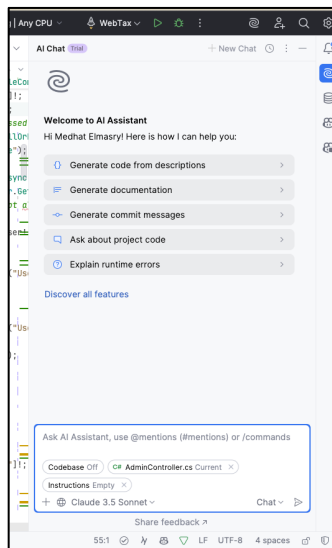 Any CPU
WebTax
AI Chat Trial
New Chat
Welcome to AI Assistant
Hi Medhat Elmasry! Here is how I can help you:
Generate code from descriptions
Generate documentation
Generate commit messages
Ask about project code
Explain runtime errors
Discover all features
Ask AI Assistant, use @mentions (#mentions) or /commands
Codebase Off C# AdminController.cs Current
Instructions Empty
Claude 3.5 Sonnet Chat
Share feedback
55:1 LF UTF-8 4 spaces